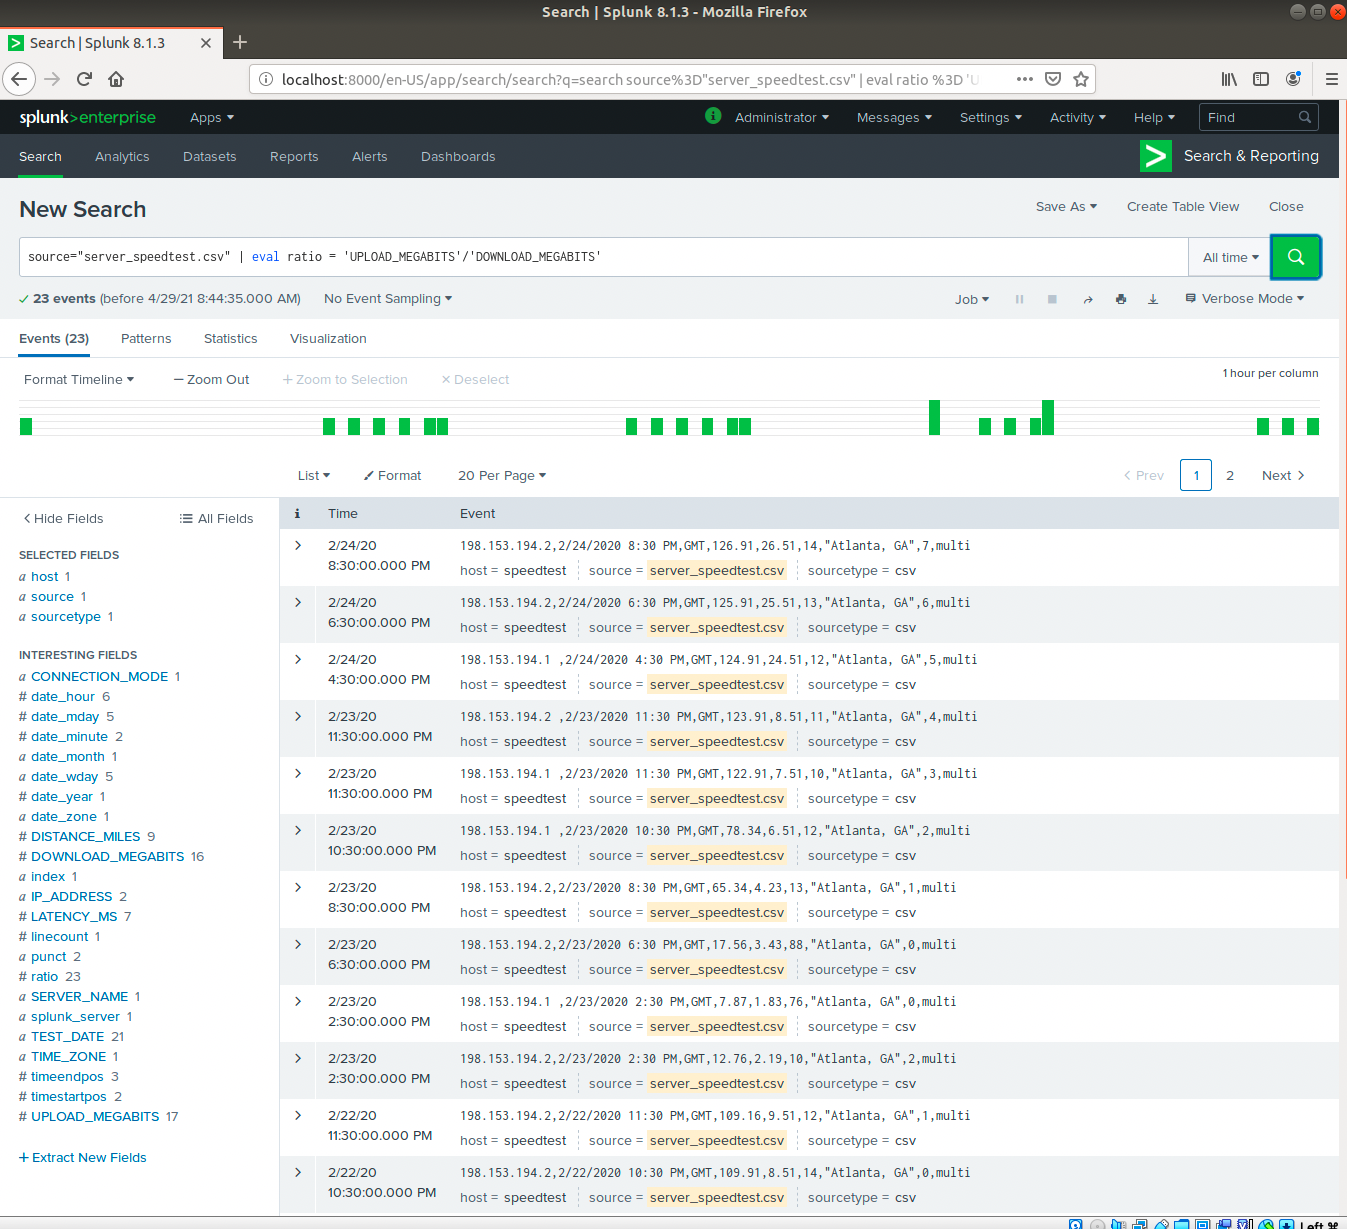 Search | Splunk 8.1.3 - Mozilla Firefox
Search | Splunk 8.1.3
localhost:8000/en-US/app/search/search?q=search source%3D"server_speedtest.csv" | eval ratio %3D 'U
splunk>enterprise Apps Administrator Messages Settings Activity Help Find
Search Analytics Datasets Reports Alerts Dashboards Search & Reporting
New Search Save As Create Table View Close
source="server_speedtest.csv" | eval ratio = 'UPLOAD_MEGABITS'/'DOWNLOAD_MEGABITS' All time
23 events (before 4/29/21 8:44:35.000 AM) No Event Sampling Job Verbose Mode
Events (23) Patterns Statistics Visualization
Format Timeline — Zoom Out + Zoom to Selection × Deselect 1 hour per column
List Format 20 Per Page < Prev 1 2 Next >
< Hide Fields All Fields
SELECTED FIELDS
a host 1
a source 1
a sourcetype 1
INTERESTING FIELDS
a CONNECTION_MODE 1
# date_hour 6
# date_mday 5
# date_minute 2
a date_month 1
a date_wday 5
# date_year 1
a date_zone 1
# DISTANCE_MILES 9
# DOWNLOAD_MEGABITS 16
a index 1
a IP_ADDRESS 2
# LATENCY_MS 7
# linecount 1
a punct 2
# ratio 23
a SERVER_NAME 1
a splunk_server 1
a TEST_DATE 21
a TIME_ZONE 1
# timeendpos 3
# timestartpos 2
# UPLOAD_MEGABITS 17
+ Extract New Fields
i Time Event
2/24/20 198.153.194.2,2/24/2020 8:30 PM,GMT,126.91,26.51,14,"Atlanta, GA",7,multi
8:30:00.000 PM host = speedtest source = server_speedtest.csv sourcetype = csv
2/24/20 198.153.194.2,2/24/2020 6:30 PM,GMT,125.91,25.51,13,"Atlanta, GA",6,multi
6:30:00.000 PM host = speedtest source = server_speedtest.csv sourcetype = csv
2/24/20 198.153.194.1 ,2/24/2020 4:30 PM,GMT,124.91,24.51,12,"Atlanta, GA",5,multi
4:30:00.000 PM host = speedtest source = server_speedtest.csv sourcetype = csv
2/23/20 198.153.194.2 ,2/23/2020 11:30 PM,GMT,123.91,8.51,11,"Atlanta, GA",4,multi
11:30:00.000 PM host = speedtest source = server_speedtest.csv sourcetype = csv
2/23/20 198.153.194.1 ,2/23/2020 11:30 PM,GMT,122.91,7.51,10,"Atlanta, GA",3,multi
11:30:00.000 PM host = speedtest source = server_speedtest.csv sourcetype = csv
2/23/20 198.153.194.1 ,2/23/2020 10:30 PM,GMT,78.34,6.51,12,"Atlanta, GA",2,multi
10:30:00.000 PM host = speedtest source = server_speedtest.csv sourcetype = csv
2/23/20 198.153.194.2,2/23/2020 8:30 PM,GMT,65.34,4.23,13,"Atlanta, GA",1,multi
8:30:00.000 PM host = speedtest source = server_speedtest.csv sourcetype = csv
2/23/20 198.153.194.2,2/23/2020 6:30 PM,GMT,17.56,3.43,88,"Atlanta, GA",0,multi
6:30:00.000 PM host = speedtest source = server_speedtest.csv sourcetype = csv
2/23/20 198.153.194.1 ,2/23/2020 2:30 PM,GMT,7.87,1.83,76,"Atlanta, GA",0,multi
2:30:00.000 PM host = speedtest source = server_speedtest.csv sourcetype = csv
2/23/20 198.153.194.2,2/23/2020 2:30 PM,GMT,12.76,2.19,10,"Atlanta, GA",2,multi
2:30:00.000 PM host = speedtest source = server_speedtest.csv sourcetype = csv
2/22/20 198.153.194.2,2/22/2020 11:30 PM,GMT,109.16,9.51,12,"Atlanta, GA",1,multi
11:30:00.000 PM host = speedtest source = server_speedtest.csv sourcetype = csv
2/22/20 198.153.194.2,2/22/2020 10:30 PM,GMT,109.91,8.51,14,"Atlanta, GA",0,multi
10:30:00.000 PM host = speedtest source = server_speedtest.csv sourcetype = csv
Left ⌘